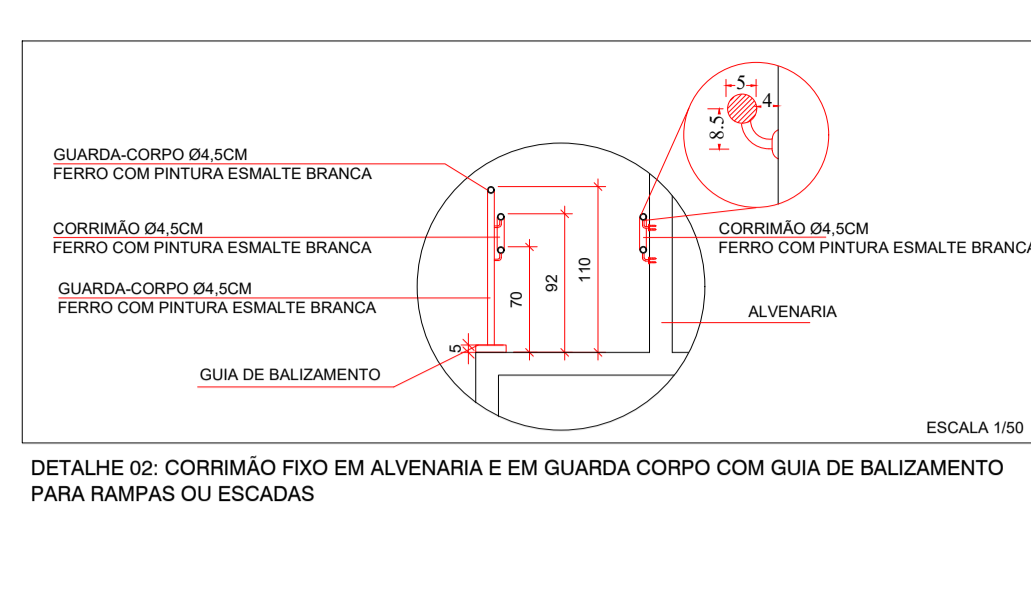 5
4
8.5
GUARDA-CORPO Ø4,5CM
FERRO COM PINTURA ESMALTE BRANCA
CORRIMÃO Ø4,5CM
FERRO COM PINTURA ESMALTE BRANCA
CORRIMÃO Ø4,5CM
FERRO COM PINTURA ESMALTE BRANCA
GUARDA-CORPO Ø4,5CM
FERRO COM PINTURA ESMALTE BRANCA
70
92
110
ALVENARIA
5
GUIA DE BALIZAMENTO
ESCALA 1/50
DETALHE 02: CORRIMÃO FIXO EM ALVENARIA E EM GUARDA CORPO COM GUIA DE BALIZAMENTO
PARA RAMPAS OU ESCADAS